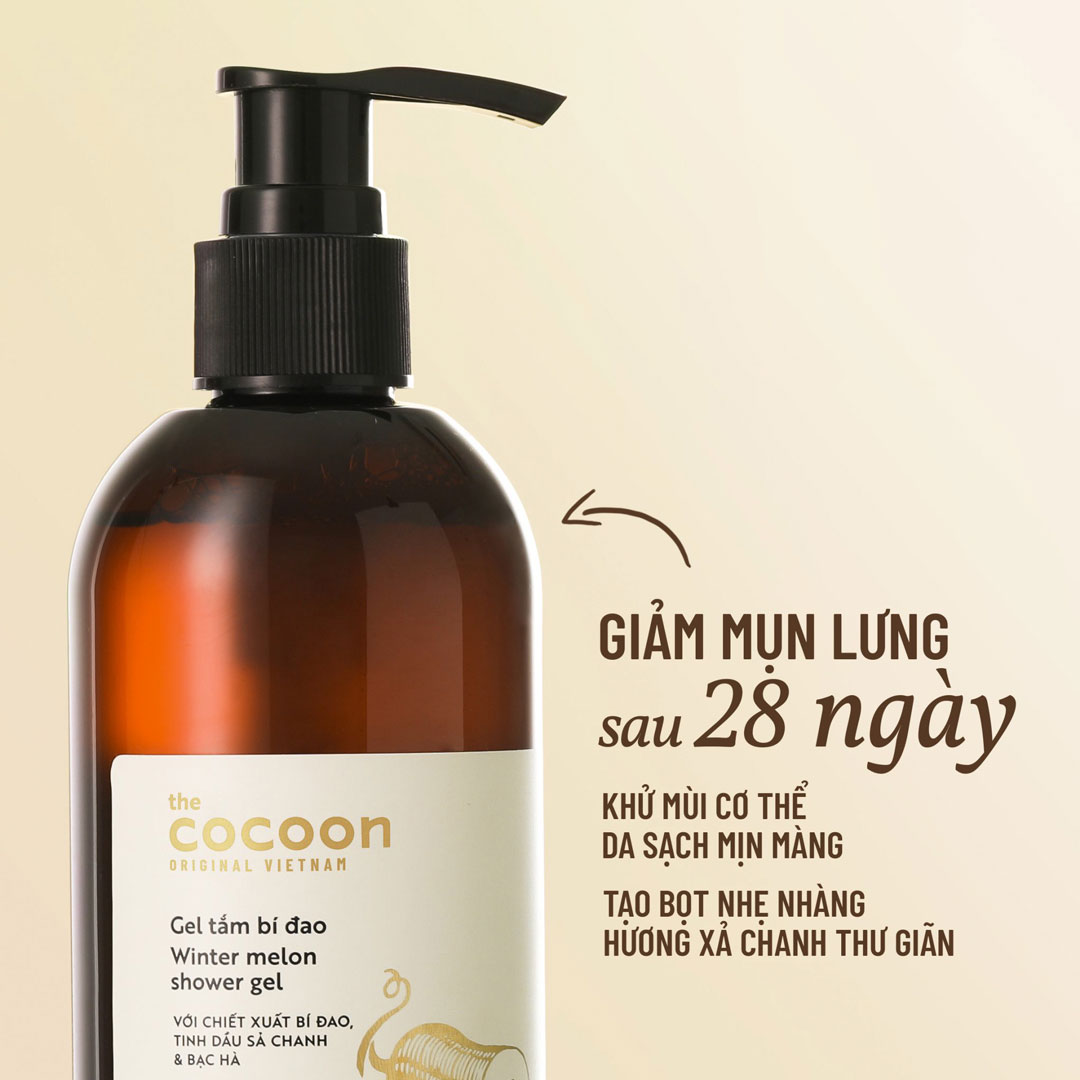 GIẢM MỤN LƯNG
sau 28 ngày
KHỬ MÙI CƠ THỂ
DA SẠCH MỊN MÀNG
TẠO BỌT NHẸ NHÀNG
HƯƠNG XẢ CHANH THƯ GIÃN
the
cocoon
ORIGINAL VIETNAM
Gel tắm bí đao
Winter melon
shower gel
VỚI CHIẾT XUẤT BÍ ĐAO,
TINH DẦU SẢ CHANH
& BẠC HÀ